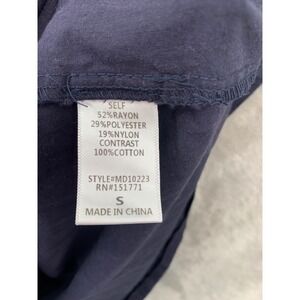 SELF
52%RAYON
29%POLYESTER
19%NYLON
CONTRAST
100%COTTON
STYLE#MD10223
RN#151771
S
MADE IN CHINA